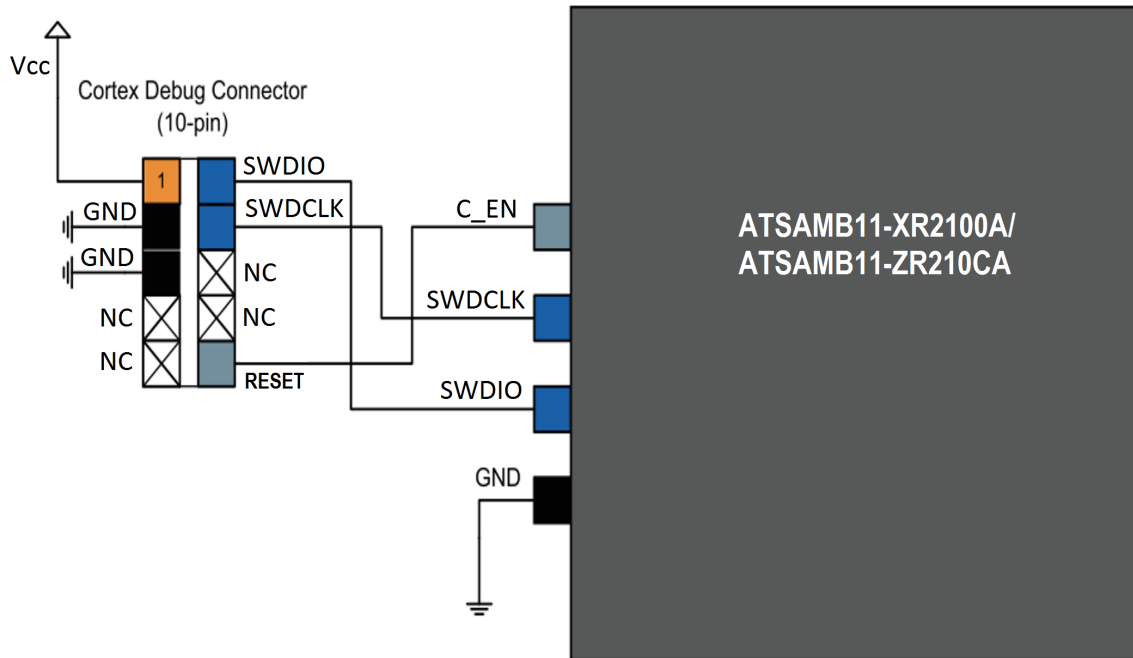 Vcc
Cortex Debug Connector
(10-pin)
1
SWDIO
GND
SWDCLK
GND
NC
NC
NC
NC
RESET
C_EN
SWDCLK
SWDIO
GND
ATSAMB11-XR2100A/
ATSAMB11-ZR210CA